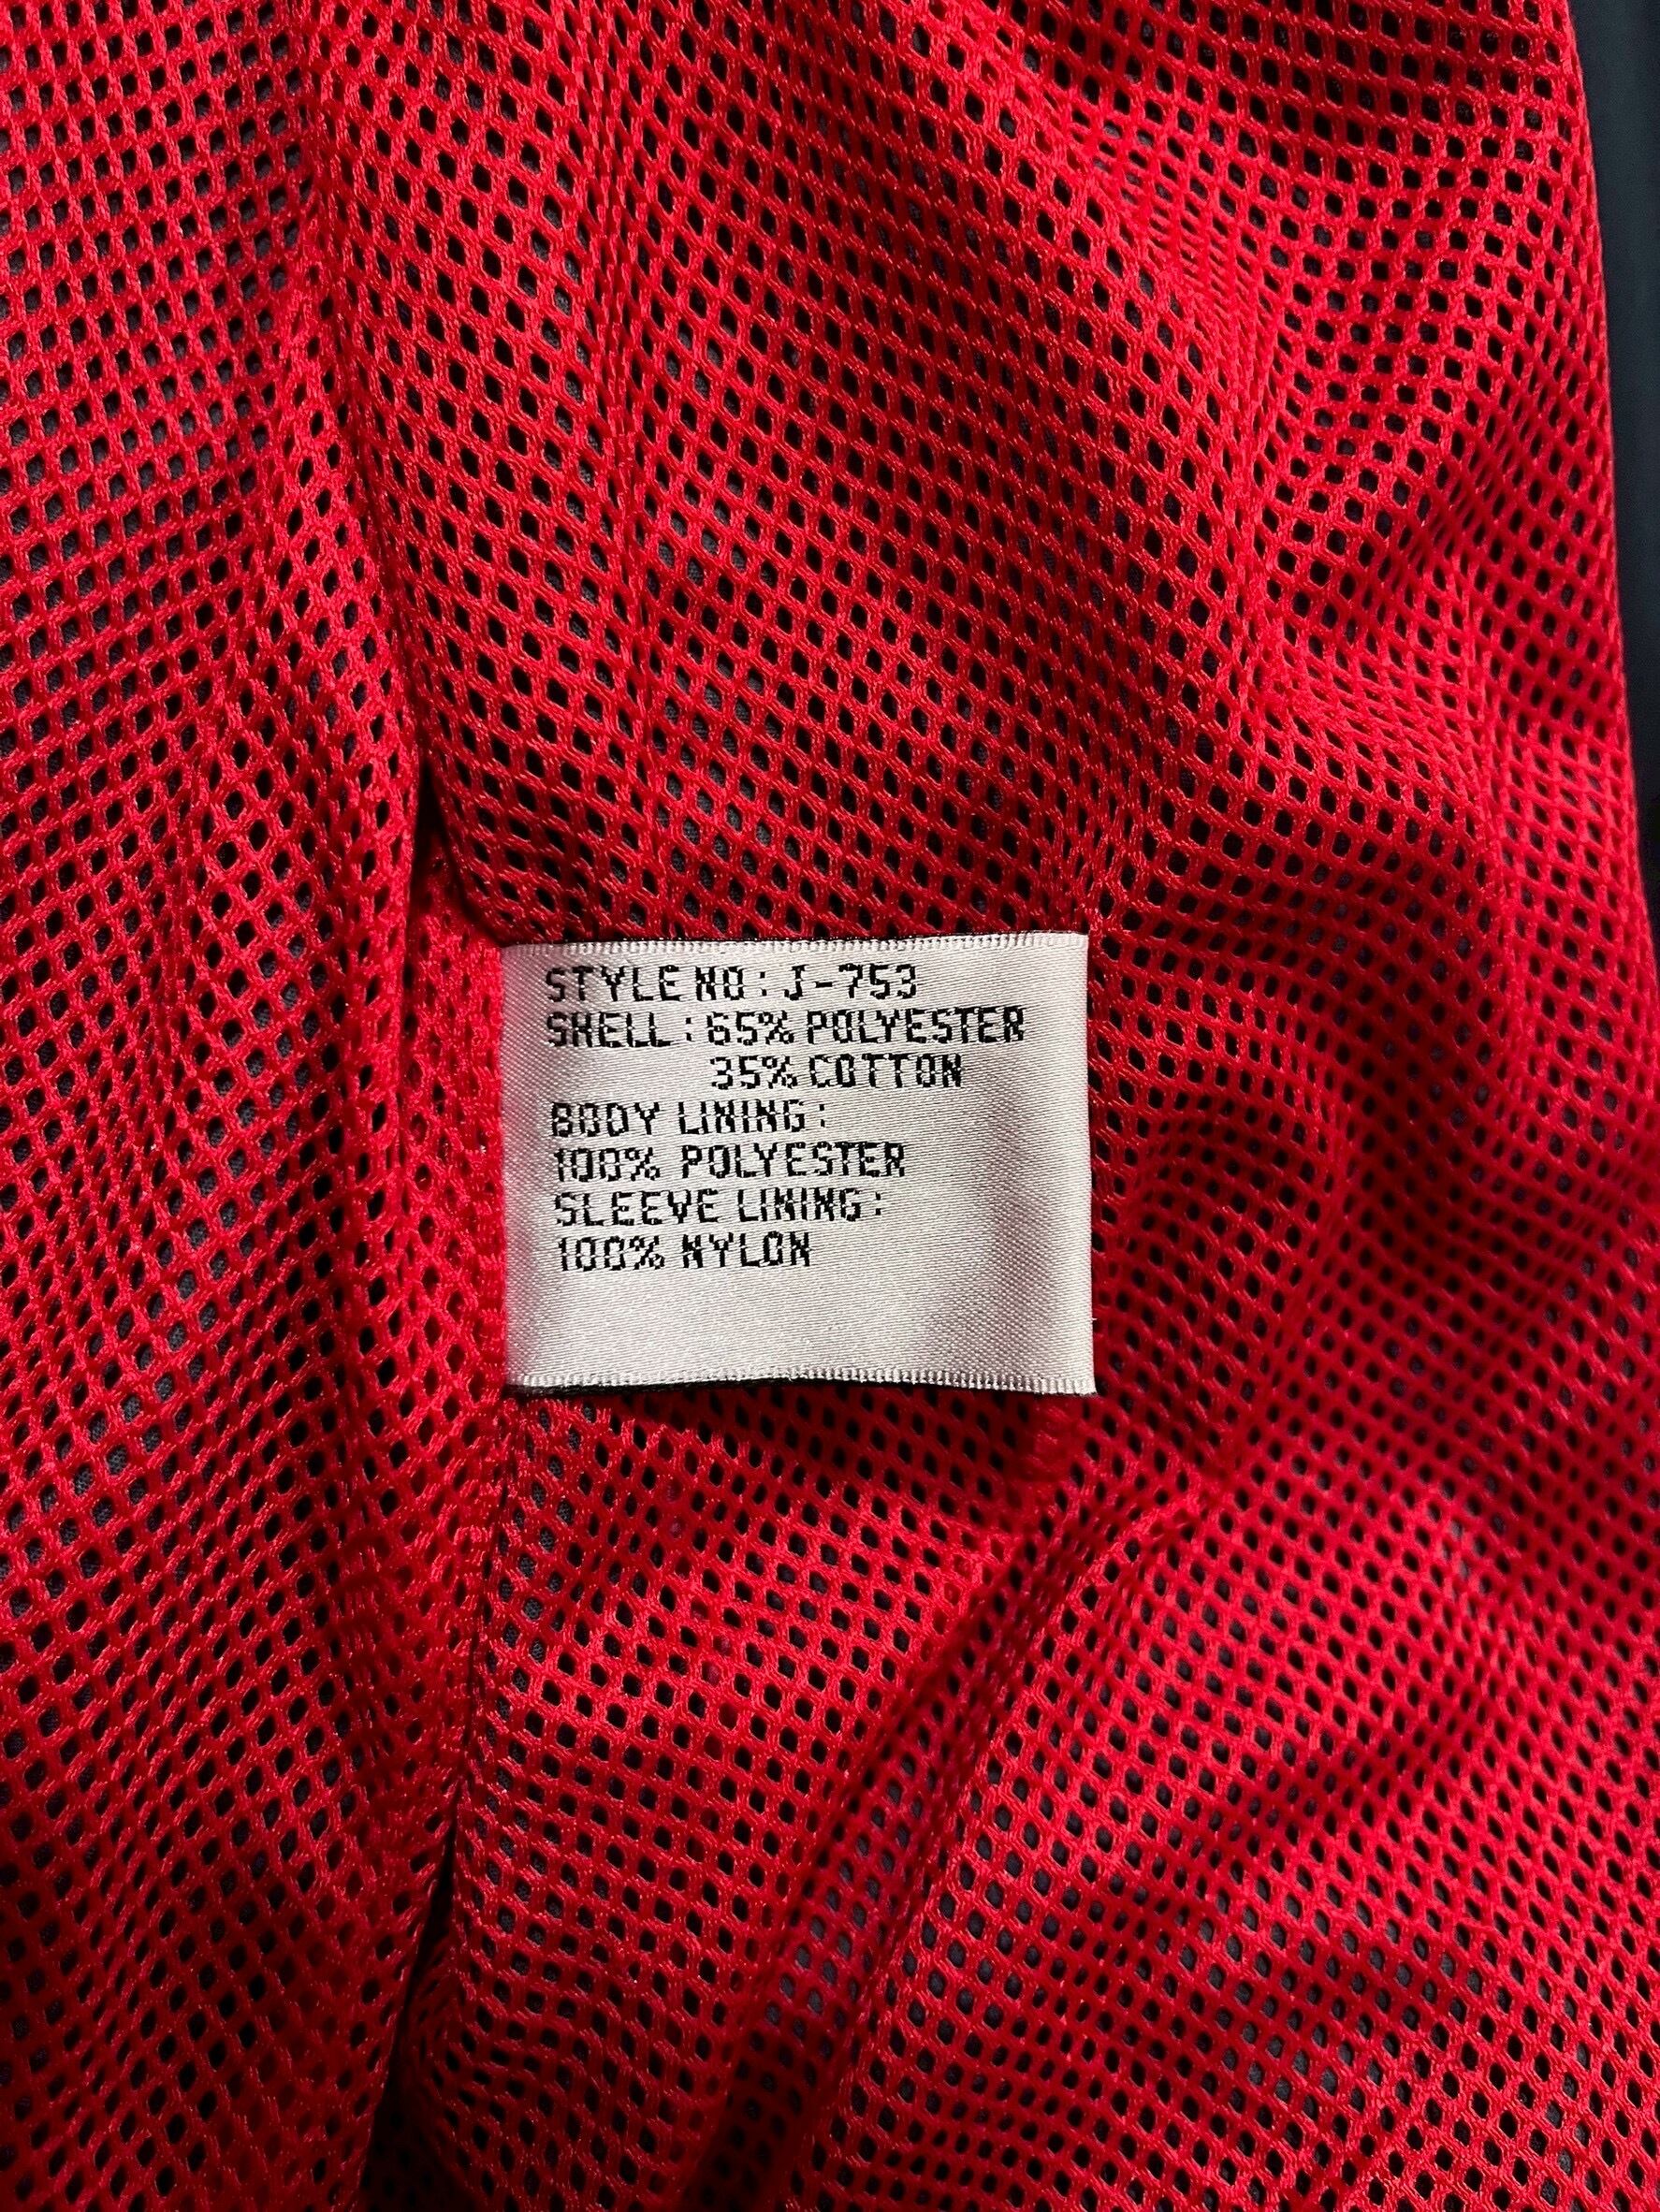 STYLE NO : J-753
SHELL : 65% POLYESTER
35% COTTON
BODY LINING :
100% POLYESTER
SLEEVE LINING :
100% NYLON